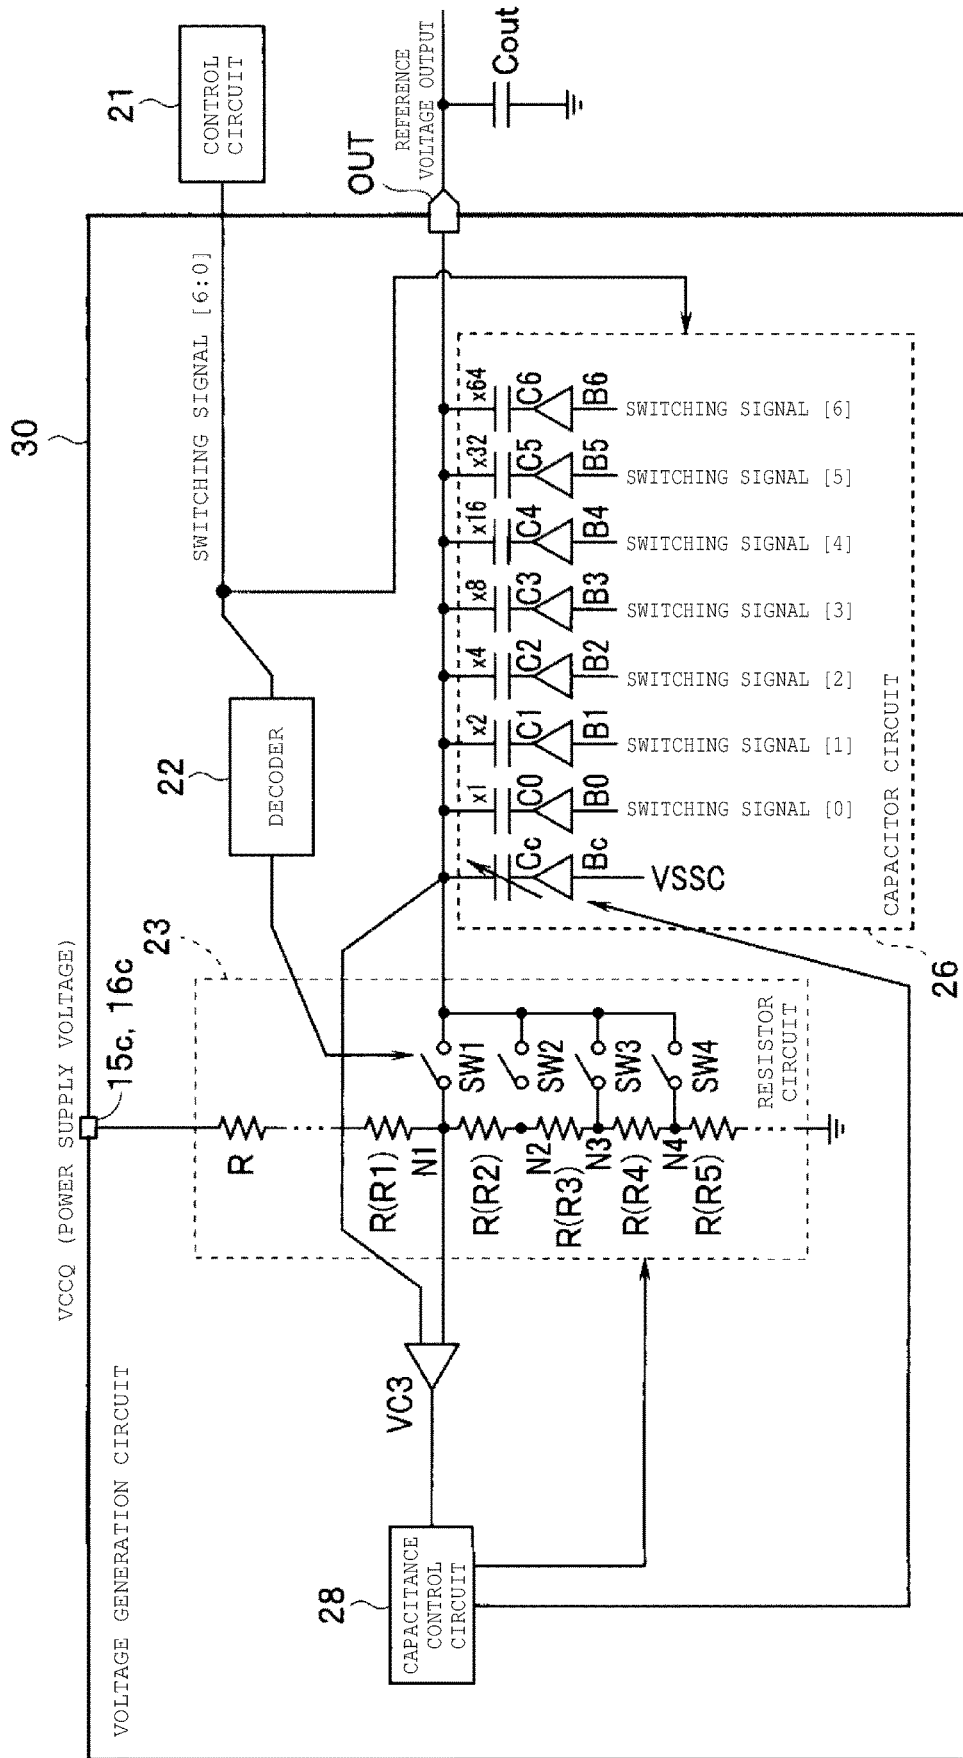 30
VOLTAGE GENERATION CIRCUIT
VCCQ (POWER SUPPLY VOLTAGE)
15c, 16c
21
CONTROL
CIRCUIT
SWITCHING SIGNAL [6:0]
22
DECODER
23
R
R(R1)
N1
R(R2)
N2
R(R3)
N3
R(R4)
N4
R(R5)
SW1
SW2
SW3
SW4
RESISTOR
CIRCUIT
VC3
28
CAPACITANCE
CONTROL
CIRCUIT
OUT
REFERENCE
VOLTAGE OUTPUT
Cout
x1
x2
x4
x8
x16
x32
x64
Cc
C0
C1
C2
C3
C4
C5
C6
Bc
B0
B1
B2
B3
B4
B5
B6
VSSC
SWITCHING SIGNAL [0]
SWITCHING SIGNAL [1]
SWITCHING SIGNAL [2]
SWITCHING SIGNAL [3]
SWITCHING SIGNAL [4]
SWITCHING SIGNAL [5]
SWITCHING SIGNAL [6]
CAPACITOR CIRCUIT
26